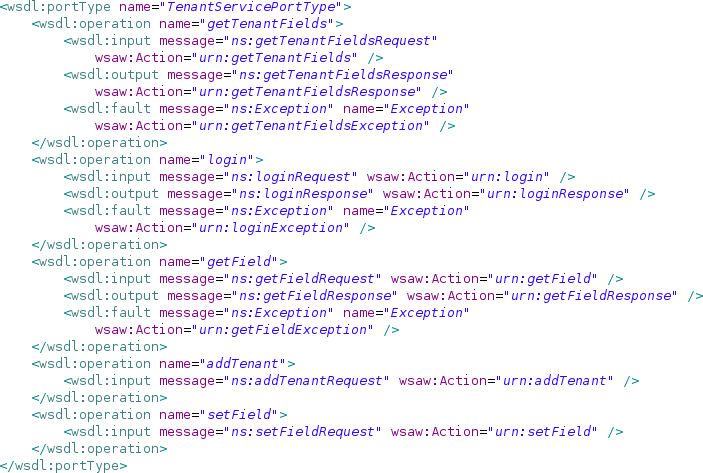 <wsdl:portType name="TenantServicePortType">
    <wsdl:operation name="getTenantFields">
        <wsdl:input message="ns:getTenantFieldsRequest"
            wsaw:Action="urn:getTenantFields" />
        <wsdl:output message="ns:getTenantFieldsResponse"
            wsaw:Action="urn:getTenantFieldsResponse" />
        <wsdl:fault message="ns:Exception" name="Exception"
            wsaw:Action="urn:getTenantFieldsException" />
    </wsdl:operation>
    <wsdl:operation name="login">
        <wsdl:input message="ns:loginRequest" wsaw:Action="urn:login" />
        <wsdl:output message="ns:loginResponse" wsaw:Action="urn:loginResponse" />
        <wsdl:fault message="ns:Exception" name="Exception"
            wsaw:Action="urn:loginException" />
    </wsdl:operation>
    <wsdl:operation name="getField">
        <wsdl:input message="ns:getFieldRequest" wsaw:Action="urn:getField" />
        <wsdl:output message="ns:getFieldResponse" wsaw:Action="urn:getFieldResponse" />
        <wsdl:fault message="ns:Exception" name="Exception"
            wsaw:Action="urn:getFieldException" />
    </wsdl:operation>
    <wsdl:operation name="addTenant">
        <wsdl:input message="ns:addTenantRequest" wsaw:Action="urn:addTenant" />
    </wsdl:operation>
    <wsdl:operation name="setField">
        <wsdl:input message="ns:setFieldRequest" wsaw:Action="urn:setField" />
    </wsdl:operation>
</wsdl:portType>